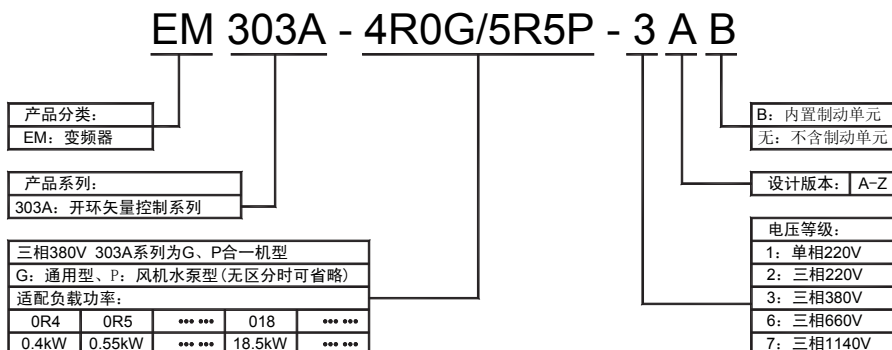 EM 303A - 4R0G/5R5P - 3 A B
产品分类：
EM：变频器
产品系列：
303A：开环矢量控制系列
三相380V 303A系列为G、P合一机型
G：通用型、P：风机水泵型(无区分时可省略)
适配负载功率：
0R4 0R5 ••• ••• 018 ••• •••
0.4kW 0.55kW ••• ••• 18.5kW ••• •••
B：内置制动单元
无：不含制动单元
设计版本： A-Z
电压等级：
1：单相220V
2：三相220V
3：三相380V
6：三相660V
7：三相1140V